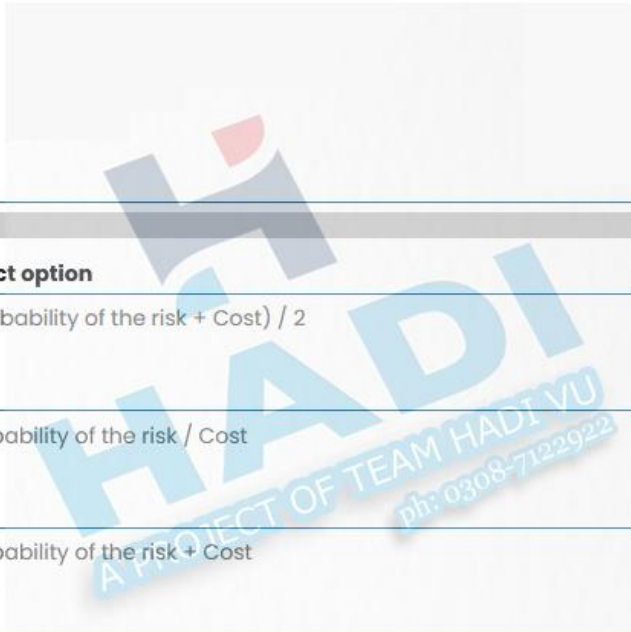 ct option
bability of the risk + Cost) / 2
bability of the risk / Cost
bability of the risk + Cost
HADI
A PROJECT OF TEAM HADI VU
ph: 0308-7122922